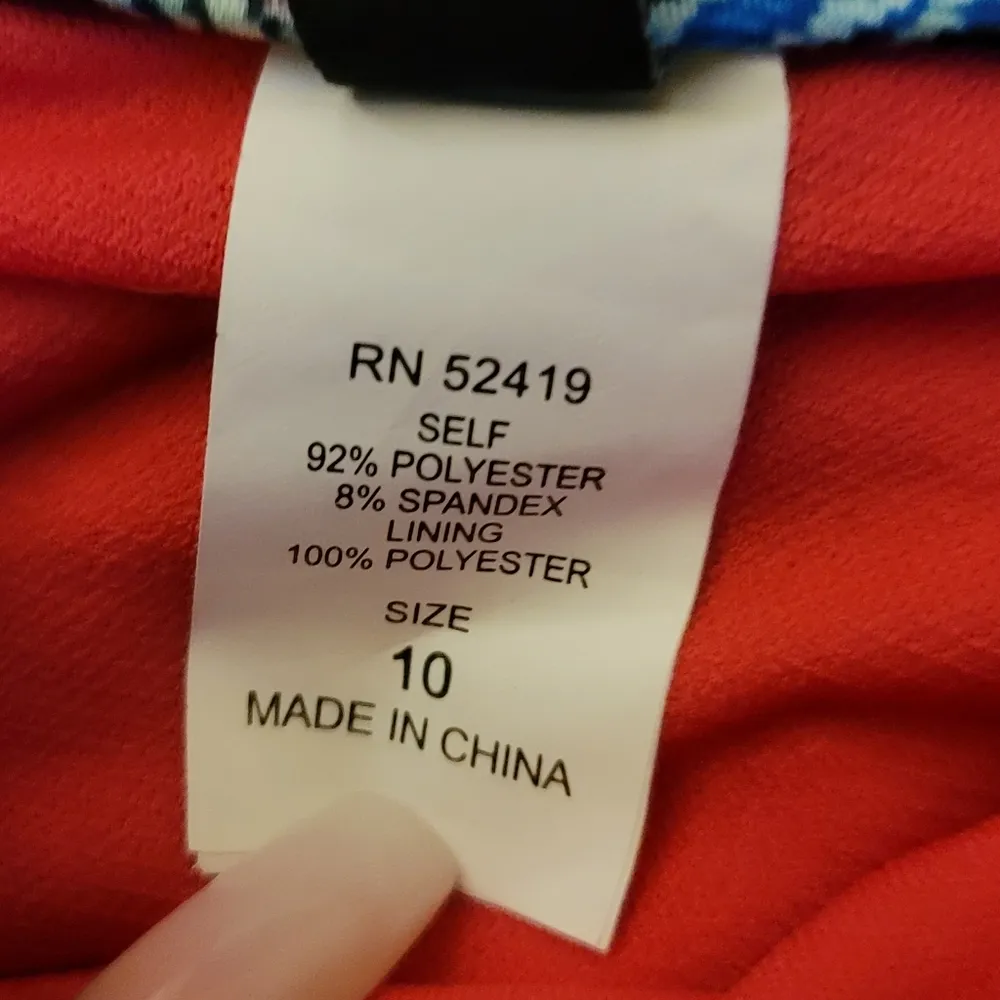 RN 52419
SELF
92% POLYESTER
8% SPANDEX
LINING
100% POLYESTER
SIZE
10
MADE IN CHINA